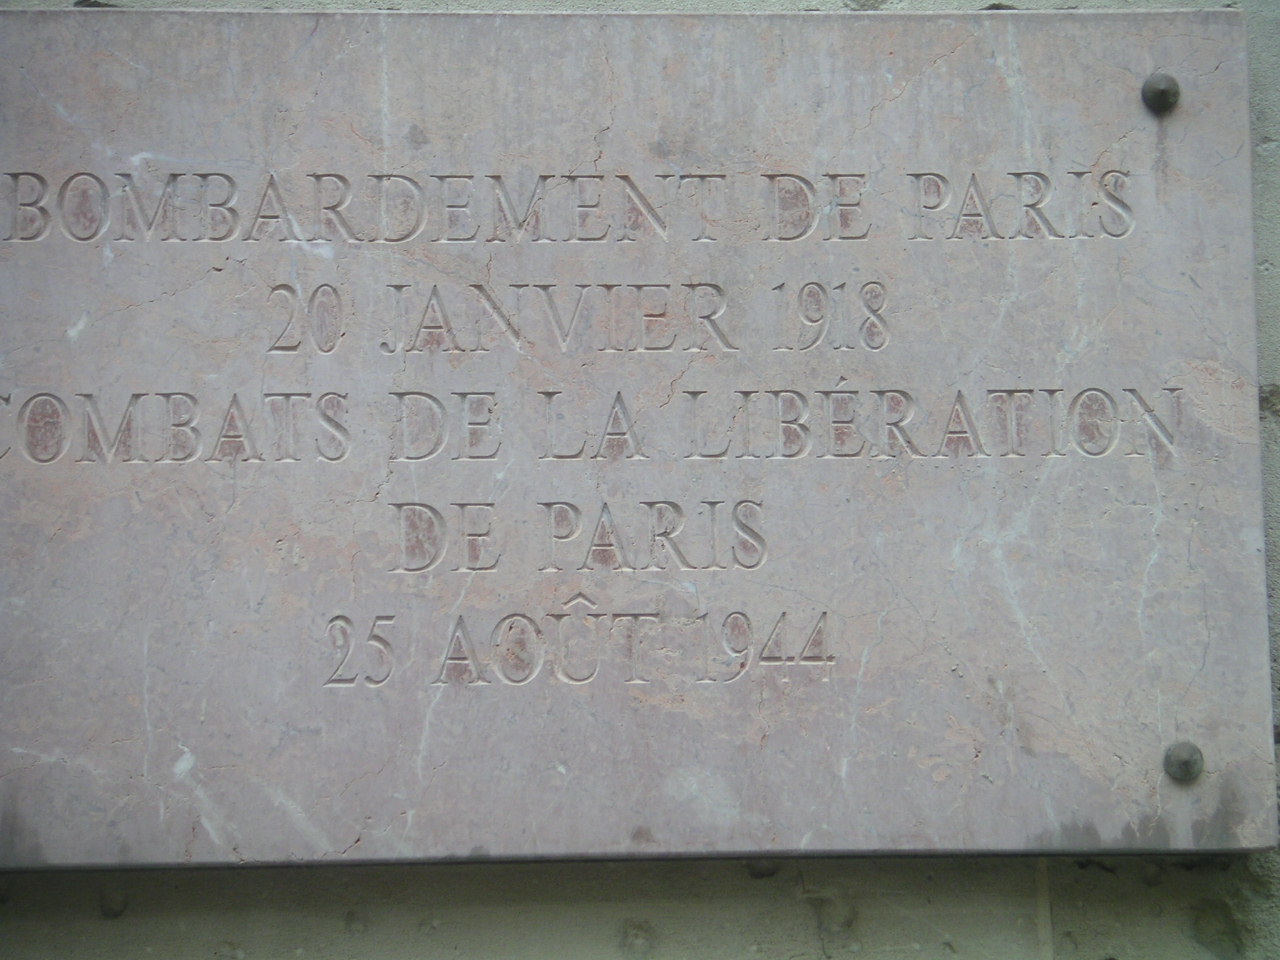 BOMBARDEMENT DE PARIS
20 JANVIER 1918
COMBATS DE LA LIBÉRATION
DE PARIS
25 AOÛT 1944